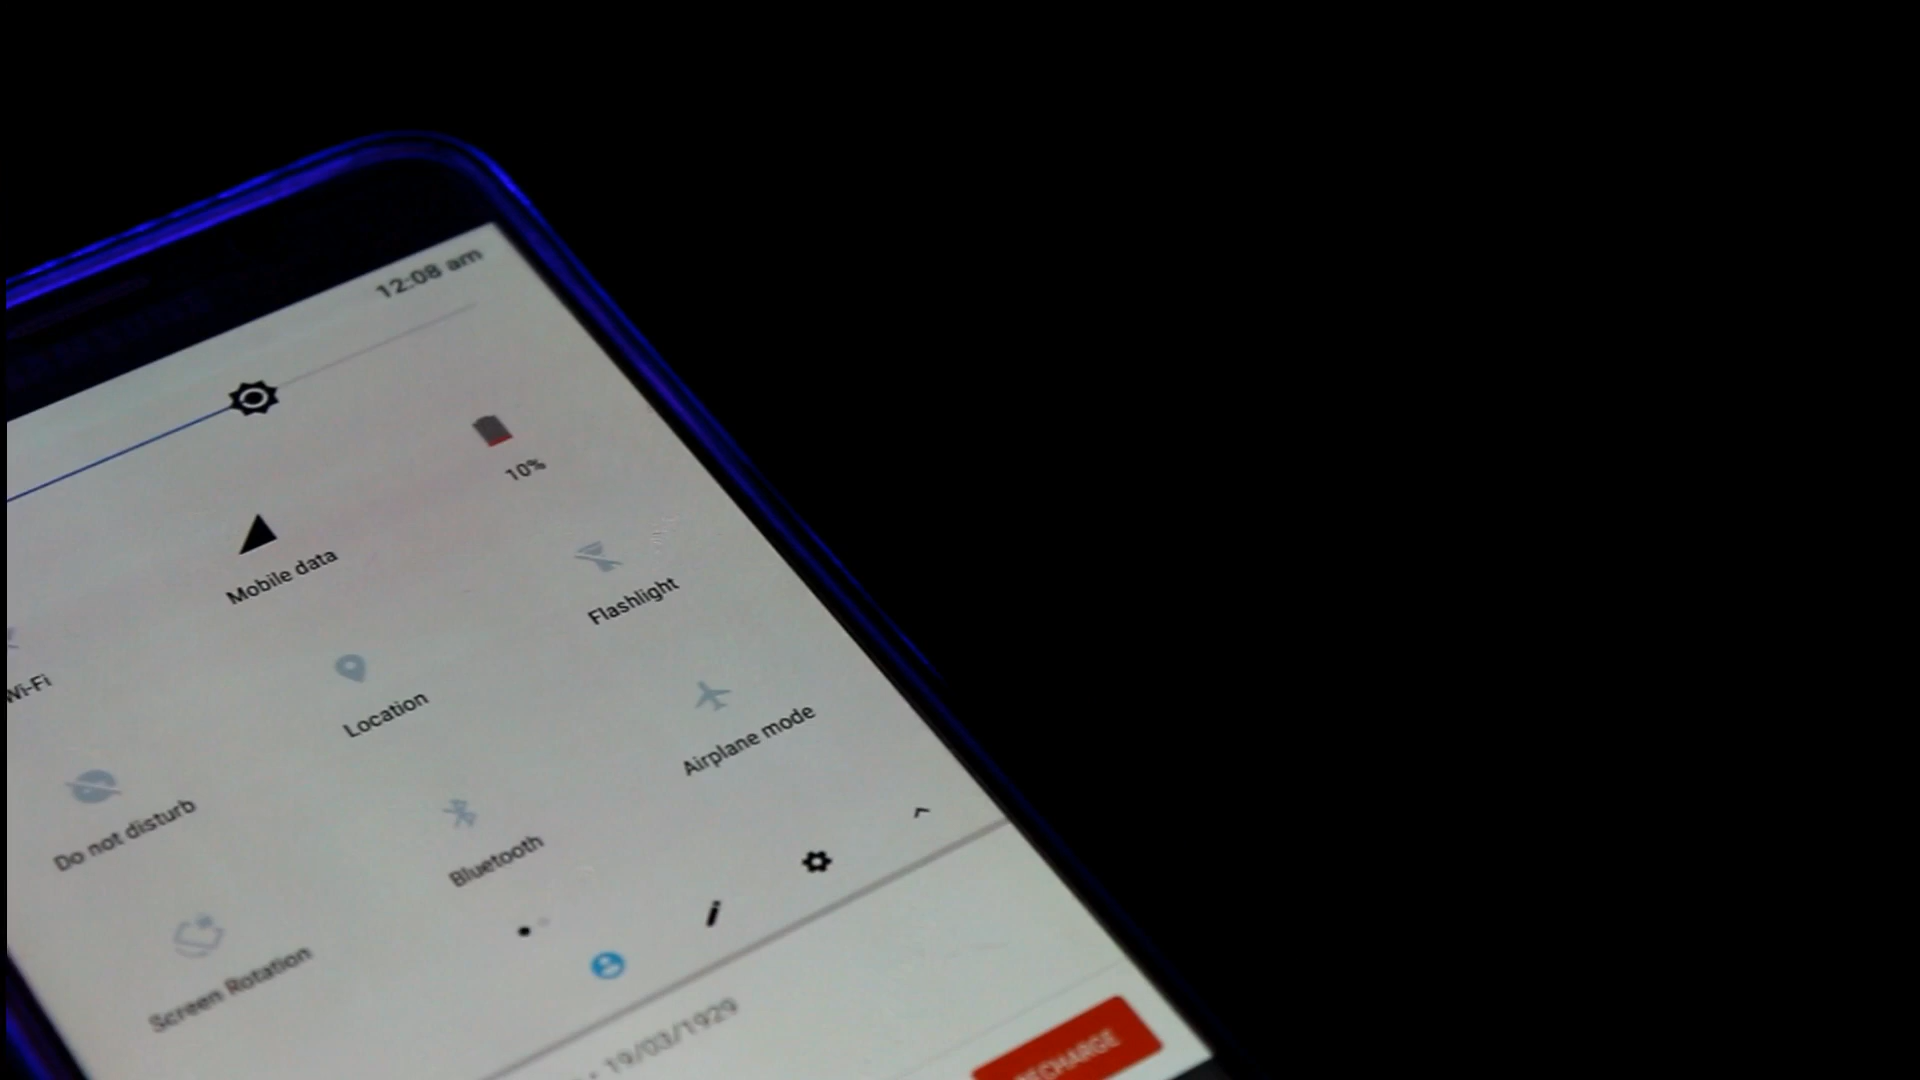 12:08 am
10%
Mobile data
Flashlight
Wi-Fi
Location
Airplane mode
Do not disturb
Bluetooth
Screen Rotation
19/03/1929
RECHARGE